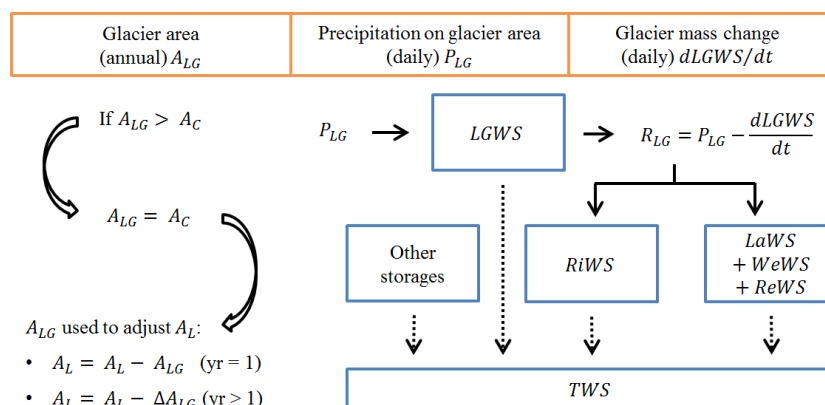 Glacier area
(annual) A_LG
Precipitation on glacier area
(daily) P_LG
Glacier mass change
(daily) dLGWS/dt
If A_LG > A_C
A_LG = A_C
A_LG used to adjust A_L:
• A_L = A_L − A_LG (yr = 1)
• A_L = A_L − ΔA_LG (yr > 1)
P_LG
LGWS
R_LG = P_LG − dLGWS/dt
Other
storages
RiWS
LaWS
+ WeWS
+ ReWS
TWS